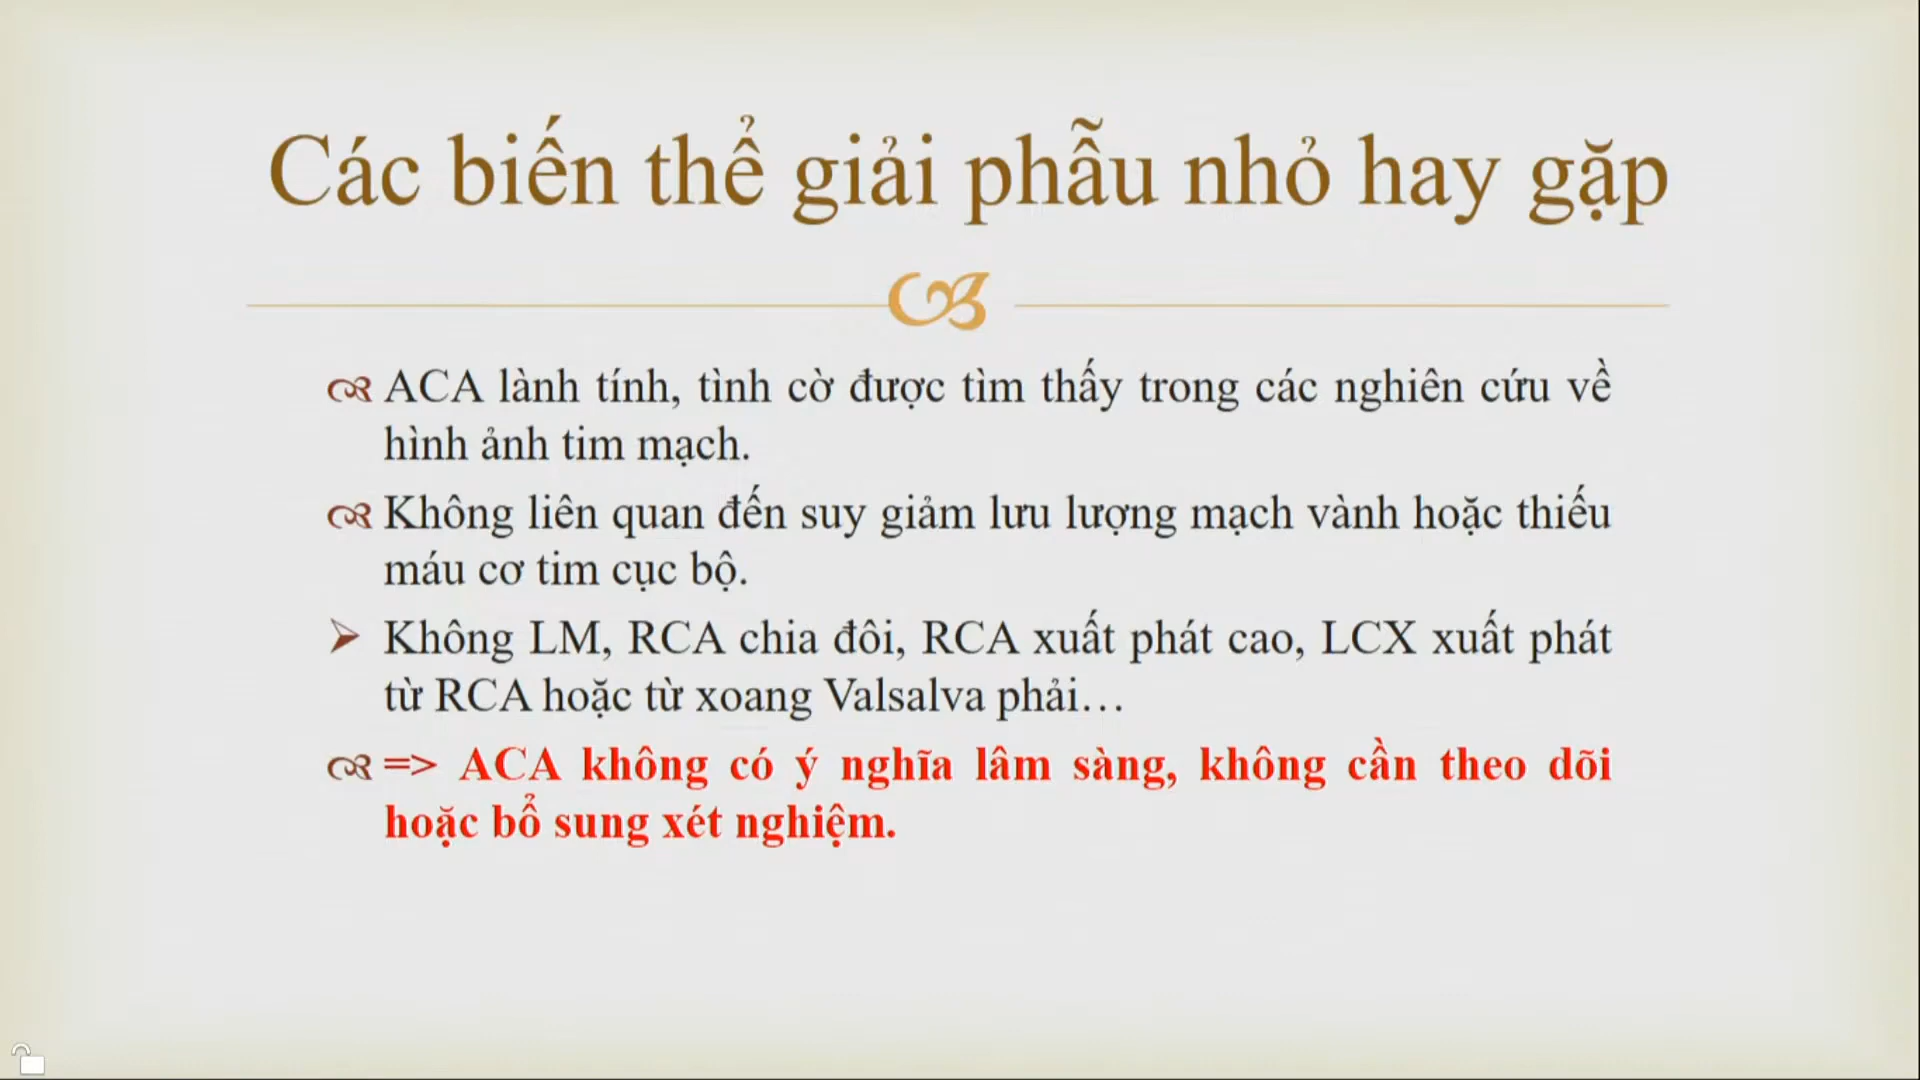 Các biến thể giải phẫu nhỏ hay gặp
ACA lành tính, tình cờ được tìm thấy trong các nghiên cứu về
hình ảnh tim mạch.
Không liên quan đến suy giảm lưu lượng mạch vành hoặc thiếu
máu cơ tim cục bộ.
Không LM, RCA chia đôi, RCA xuất phát cao, LCX xuất phát
từ RCA hoặc từ xoang Valsalva phải…
=> ACA không có ý nghĩa lâm sàng, không cần theo dõi
hoặc bổ sung xét nghiệm.